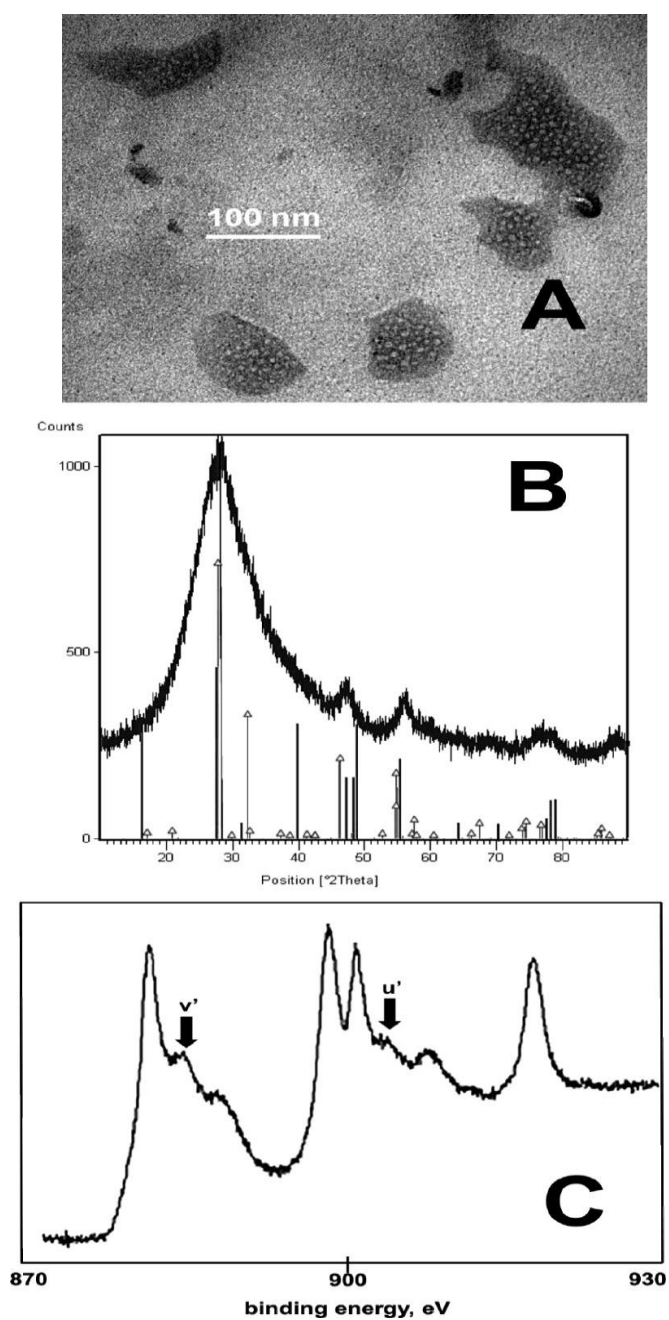 100 nm
A
Counts
B
1000
500
0
20 30 40 50 60 70 80
Position [°2Theta]
v’
u’
C
870 900 930
binding energy, eV